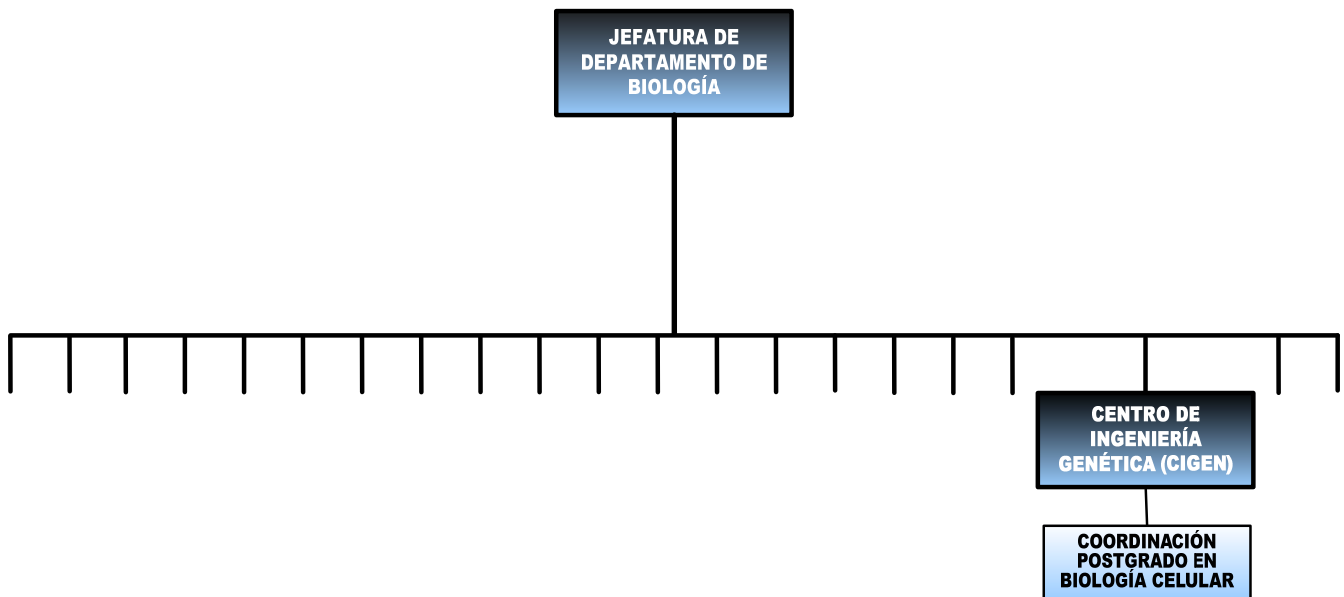 JEFATURA DE
DEPARTAMENTO DE
BIOLOGÍA
CENTRO DE
INGENIERÍA
GENÉTICA (CIGEN)
COORDINACIÓN
POSTGRADO EN
BIOLOGÍA CELULAR